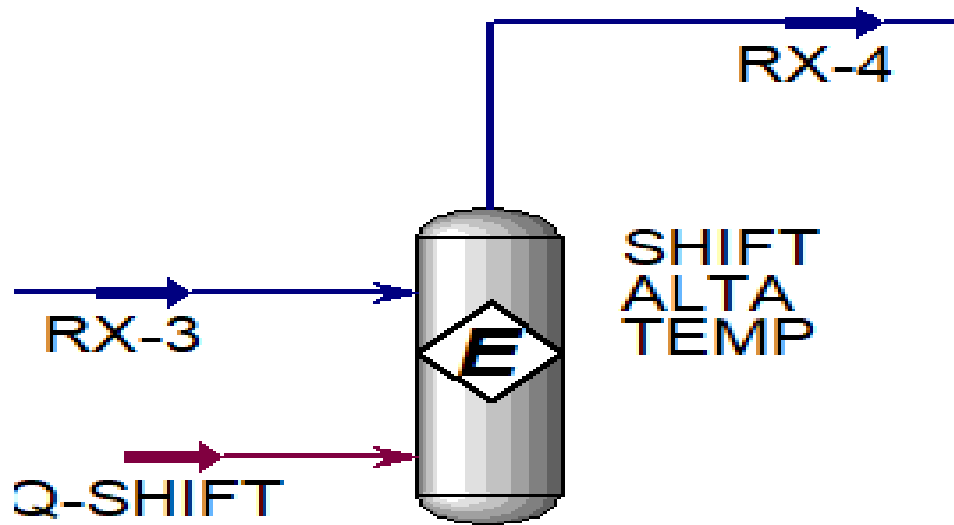 RX-4
SHIFT
ALTA
TEMP
RX-3
E
Q-SHIFT